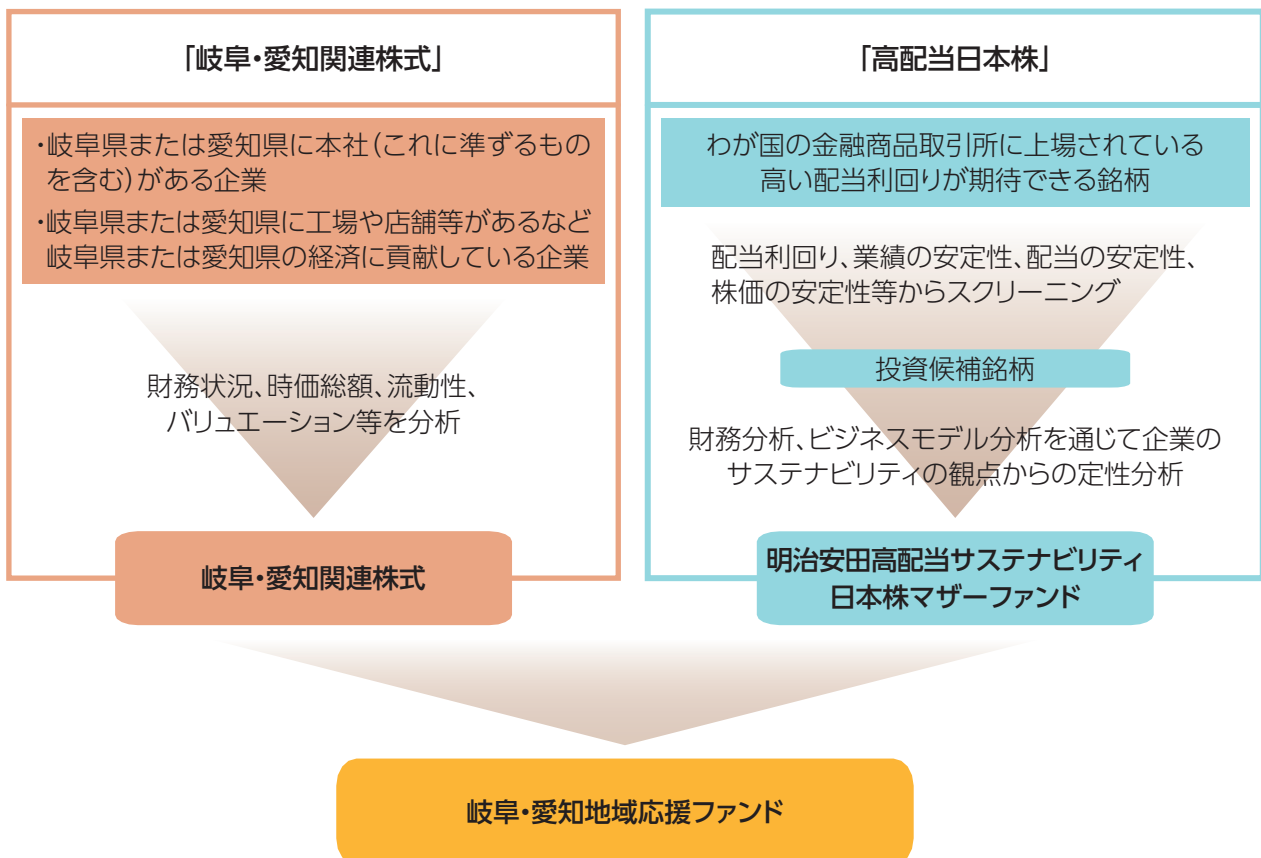 「岐阜・愛知関連株式」
・岐阜県または愛知県に本社（これに準ずるもの
を含む）がある企業
・岐阜県または愛知県に工場や店舗等があるなど
岐阜県または愛知県の経済に貢献している企業
財務状況、時価総額、流動性、
バリュエーション等を分析
岐阜・愛知関連株式
「高配当日本株」
わが国の金融商品取引所に上場されている
高い配当利回りが期待できる銘柄
配当利回り、業績の安定性、配当の安定性、
株価の安定性等からスクリーニング
投資候補銘柄
財務分析、ビジネスモデル分析を通じて企業の
サステナビリティの観点からの定性分析
明治安田高配当サステナビリティ
日本株マザーファンド
岐阜・愛知地域応援ファンド